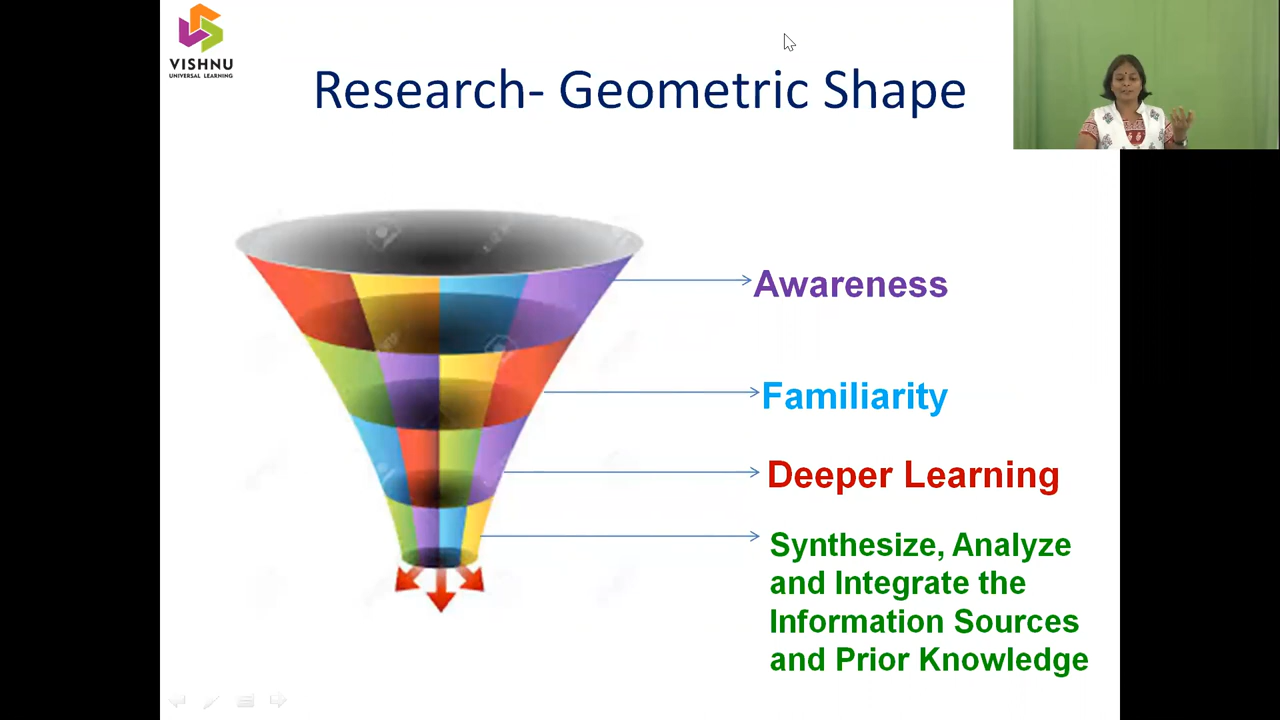 VISHNU
UNIVERSAL LEARNING
Research- Geometric Shape
Awareness
Familiarity
Deeper Learning
Synthesize, Analyze
and Integrate the
Information Sources
and Prior Knowledge